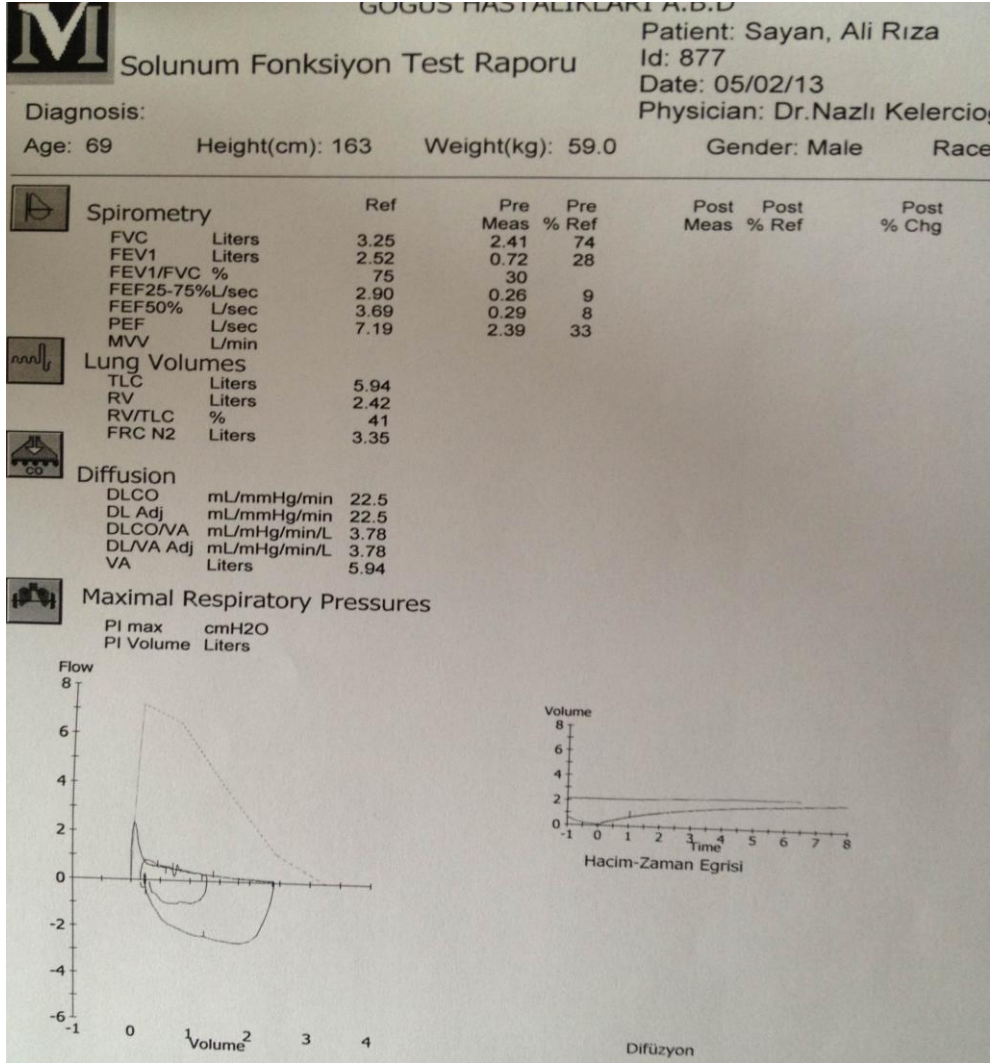 GÖĞÜS HASTALIKLARI A.B.D
M
Solunum Fonksiyon Test Raporu
Patient: Sayan, Ali Rıza
Id: 877
Date: 05/02/13
Diagnosis: Physician: Dr.Nazlı
Age: 69 Height(cm): 163 Weight(kg): 59.0 Gender: Male Race
Spirometry Ref Pre Pre Post Post Post
Meas % Ref Meas % Ref % Chg
FVC Liters 3.25 2.41 74
FEV1 Liters 2.52 0.72 28
FEV1/FVC % 75 30
FEF25-75%L/sec 2.90 0.26 9
FEF50% L/sec 3.69 0.29 8
PEF L/sec 7.19 2.39 33
MVV L/min
Lung Volumes
TLC Liters 5.94
RV Liters 2.42
RV/TLC % 41
FRC N2 Liters 3.35
CO
Diffusion
DLCO mL/mmHg/min 22.5
DL Adj mL/mmHg/min 22.5
DLCO/VA mL/mHg/min/L 3.78
DL/VA Adj mL/mHg/min/L 3.78
VA Liters 5.94
Maximal Respiratory Pressures
PI max cmH2O
PI Volume Liters
Flow
8
6
4
2
0
-2
-4
-6
-1 0 1 2 3 4
Volume
Volume
8
6
4
2
0
-1 0 1 2 3 4 5 6 7 8
Time
Hacim-Zaman Egrisi
Difüzyon